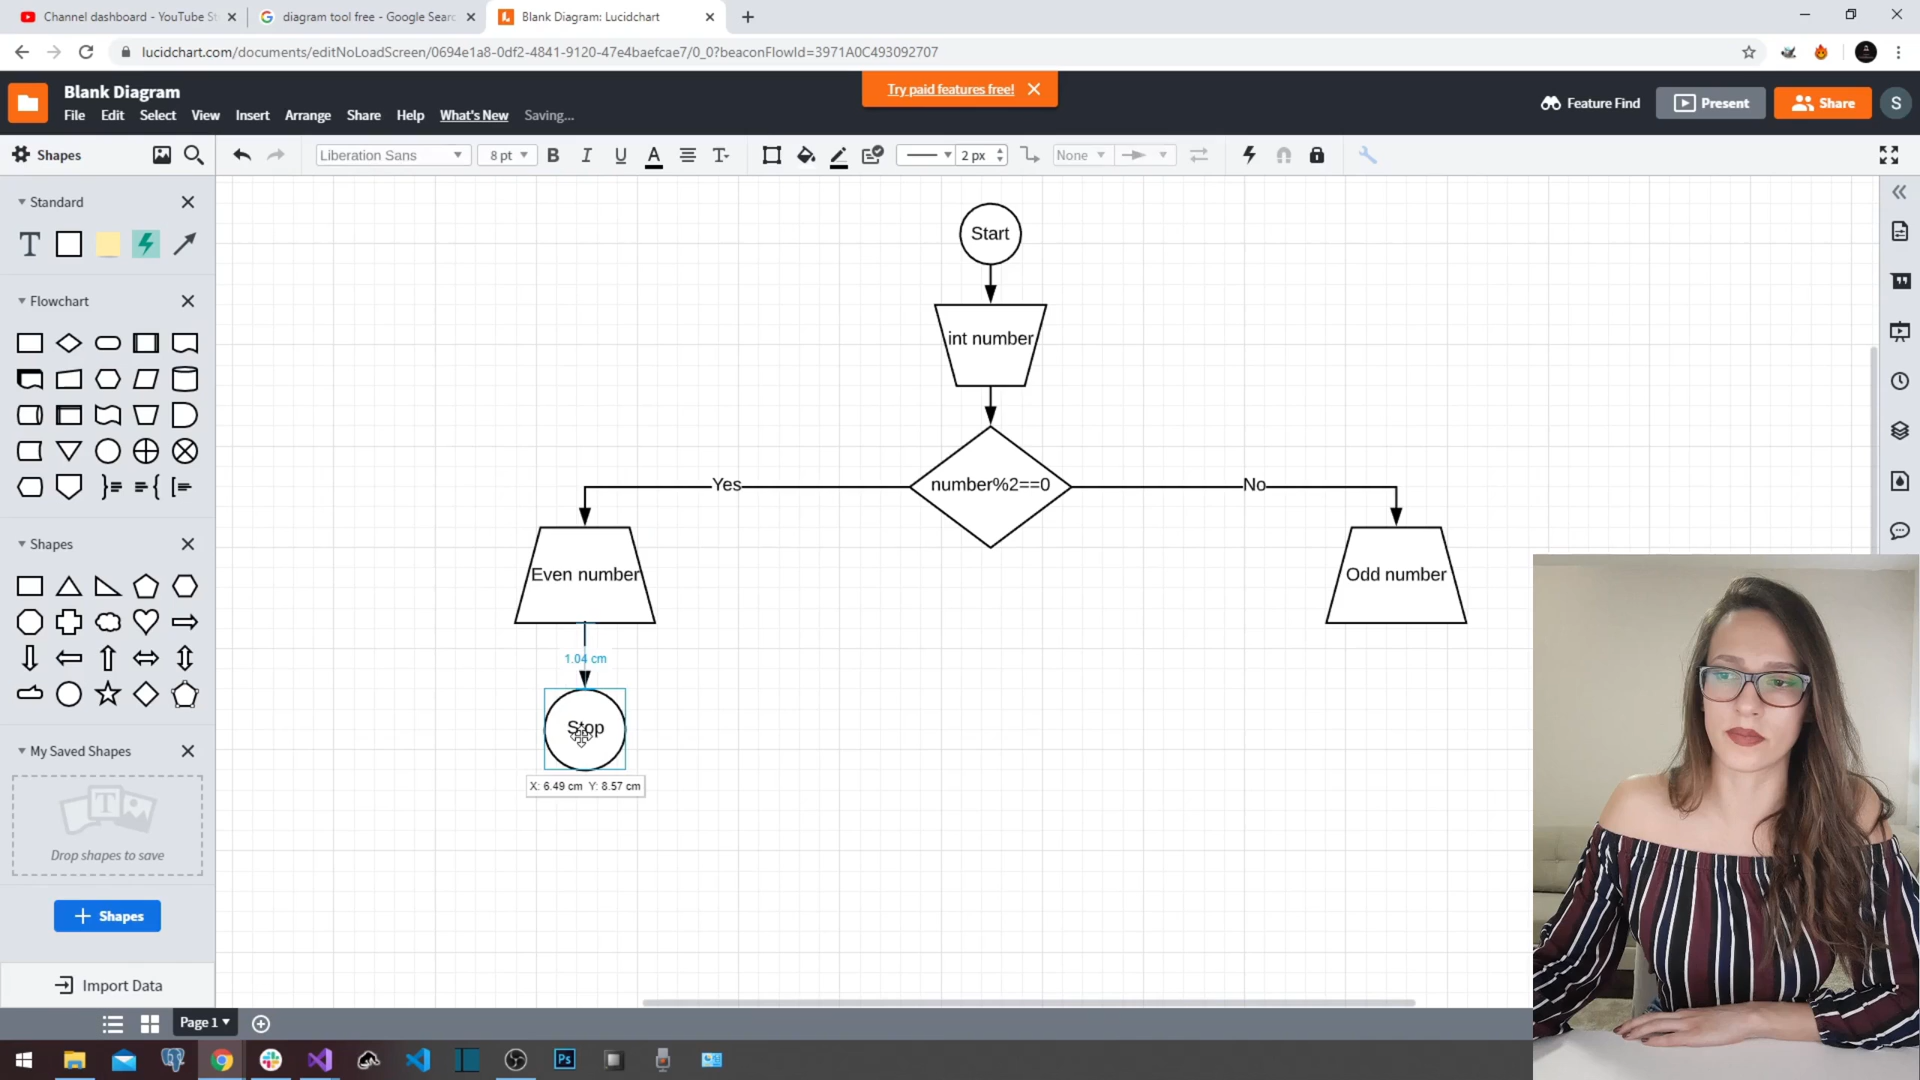 Channel dashboard - YouTube St
diagram tool free - Google Searc
Blank Diagram: Lucidchart
lucidchart.com/documents/editNoLoadScreen/0694e1a8-0df2-4841-9120-47e4baefcae7/0_0?beaconFlowId=3971A0C493092707
Blank Diagram
Try paid features free!
File Edit Select View Insert Arrange Share Help What's New Saving...
Feature Find
Present
Share
S
Shapes
Liberation Sans
8 pt
B I U A T
2 px
None
Standard
T
Flowchart
Shapes
My Saved Shapes
T
Drop shapes to save
+ Shapes
Import Data
Start
int number
number%2==0
Yes
No
Even number
Odd number
1.04 cm
Stop
X: 6.49 cm Y: 8.57 cm
Page 1
Ps